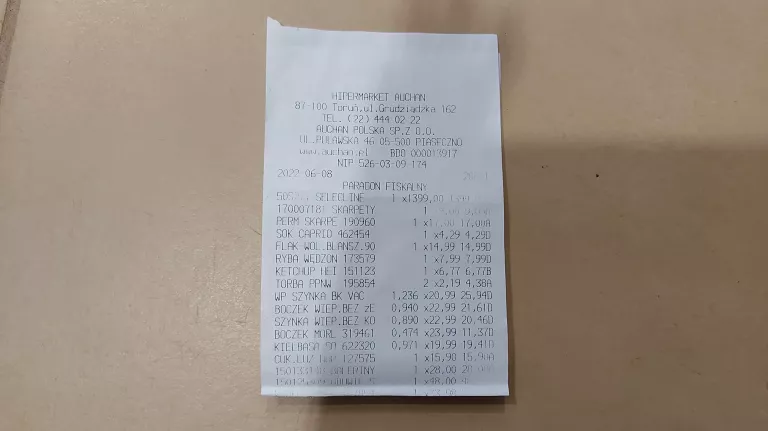 HIPERMARKET AUCHAN
87-100 Toruń,ul.Grudziądzka 162
TEL. (22) 444 02 22
AUCHAN POLSKA SP.Z O.O.
UL.PUŁAWSKA 46 05-500 PIASECZNO
www.auchan.pl BDO 000013917
NIP 526-03-09-174
2022-06-08
PARAGON FISKALNY
SELECLINE 1 x1399,00
170007181 SKARPETY 1
PERM SKARPE 190960 1 17,00A
SOK CAPRIO 462454 1 x4,29 4,29D
FLAK WOŁ.BLANSZ.90 1 x14,99 14,99D
RYBA WĘDZON 173579 1 x7,99 7,99D
KETCHUP HEI 151123 1 x6,77 6,77B
TORBA PPNW 195854 2 x2,19 4,38A
WP SZYNKA BK VAC 1,236 x20,99 25,94D
BOCZEK WIEP.BEZ ŻE 0,940 x22,99 21,61D
SZYNKA WIEP.BEZ KO 0,890 x22,99 20,46D
BOCZEK MORL 319461 0,474 x23,99 11,37D
KIEŁBASA 622320 0,971 x19,99 19,41D
1 x15,90 15,90A
1 x28,00
1 x48,00